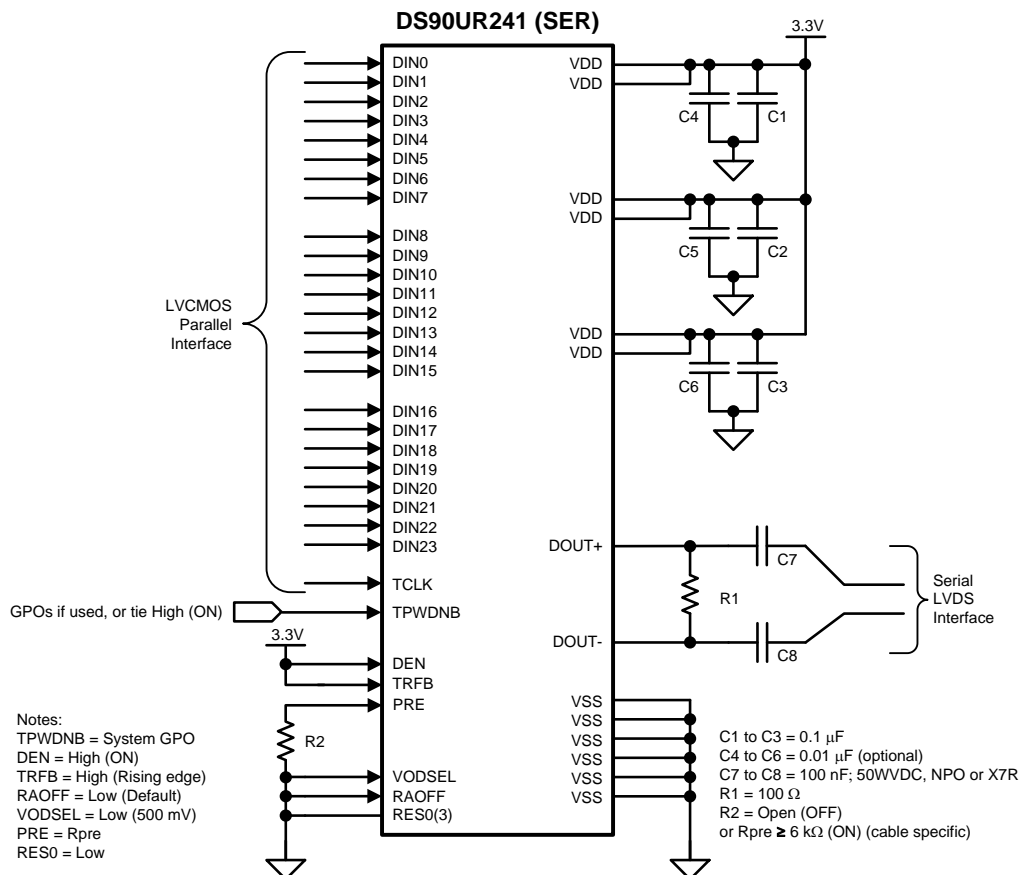 DS90UR241 (SER)
3.3V
DIN0
DIN1
DIN2
DIN3
DIN4
DIN5
DIN6
DIN7
DIN8
DIN9
DIN10
DIN11
DIN12
DIN13
DIN14
DIN15
DIN16
DIN17
DIN18
DIN19
DIN20
DIN21
DIN22
DIN23
TCLK
TPWDNB
DEN
TRFB
PRE
VODSEL
RAOFF
RES0(3)
LVCMOS
Parallel
Interface
GPOs if used, or tie High (ON)
3.3V
R2
VDD
VDD
C4
C1
VDD
VDD
C5
C2
VDD
VDD
C6
C3
DOUT+
C7
R1
DOUT-
C8
Serial
LVDS
Interface
VSS
VSS
VSS
VSS
VSS
VSS
Notes:
TPWDNB = System GPO
DEN = High (ON)
TRFB = High (Rising edge)
RAOFF = Low (Default)
VODSEL = Low (500 mV)
PRE = Rpre
RES0 = Low
C1 to C3 = 0.1 μF
C4 to C6 = 0.01 μF (optional)
C7 to C8 = 100 nF; 50WVDC, NPO or X7R
R1 = 100 Ω
R2 = Open (OFF)
or Rpre ≥ 6 kΩ (ON) (cable specific)